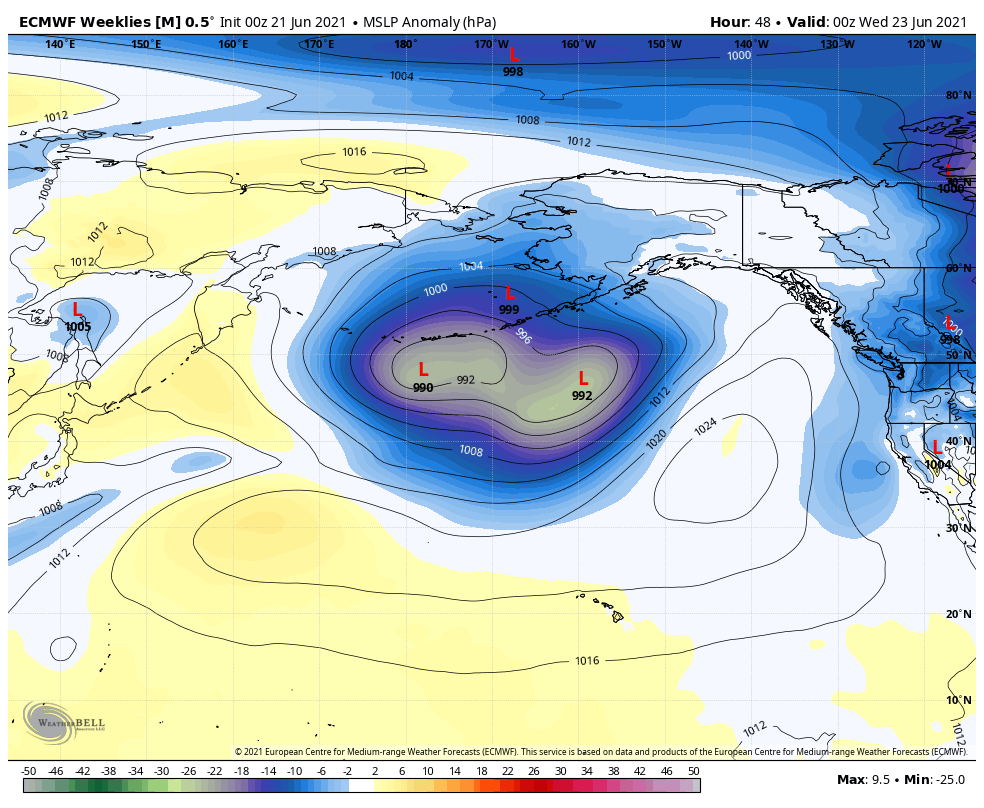 ECMWF Weeklies [M] 0.5° Init 00z 21 Jun 2021 • MSLP Anomaly (hPa)
Hour: 48 • Valid: 00z Wed 23 Jun 2021
140°E 150°E 160°E 170°E 180° 170°W 160°W 150°W 140°W 130°W 120°W
L
998
1000
1004
80°N
1012
1008
1012
1016
L
70°N
1000
1008
1012
1008
1012
1004
60°N
1000
L
999
L
1005
996
L
998
1008
50°N
L
990
992
L
992
1012
1004
1024
1020
40°N
1008
L
1004
1008
30°N
1012
20°N
1016
10°N
1012
1012
WEATHERBELL
© 2021 European Centre for Medium-range Weather Forecasts (ECMWF). This service is based on data and products of the European Centre for Medium-range Weather Forecasts (ECMWF).
-50 -46 -42 -38 -34 -30 -26 -22 -18 -14 -10 -6 -2 2 6 10 14 18 22 26 30 34 38 42 46 50
Max: 9.5 • Min: -25.0